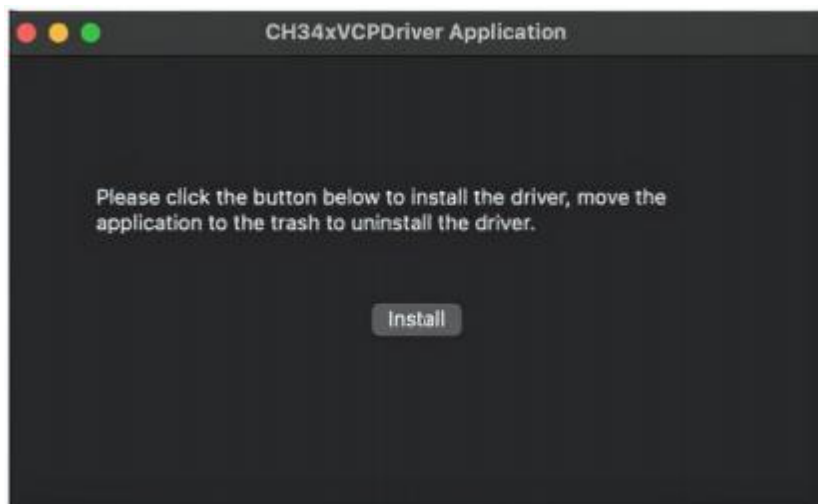 CH34xVCPDriver Application
Please click the button below to install the driver, move the
application to the trash to uninstall the driver.
Install